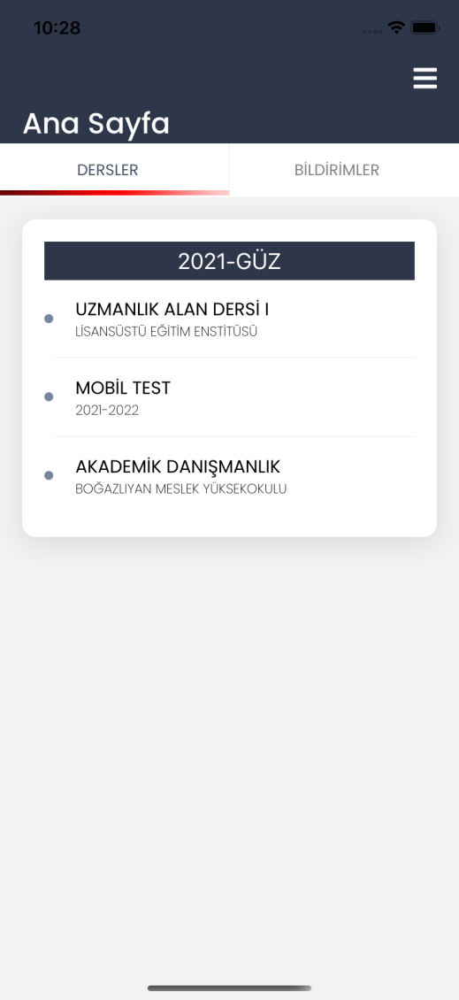 10:28
Ana Sayfa
DERSLER
BİLDİRİMLER
2021-GÜZ
UZMANLIK ALAN DERSİ I
LİSANSÜSTÜ EĞİTİM ENSTİTÜSÜ
MOBİL TEST
2021-2022
AKADEMİK DANIŞMANLIK
BOĞAZLIYAN MESLEK YÜKSEKOKULU